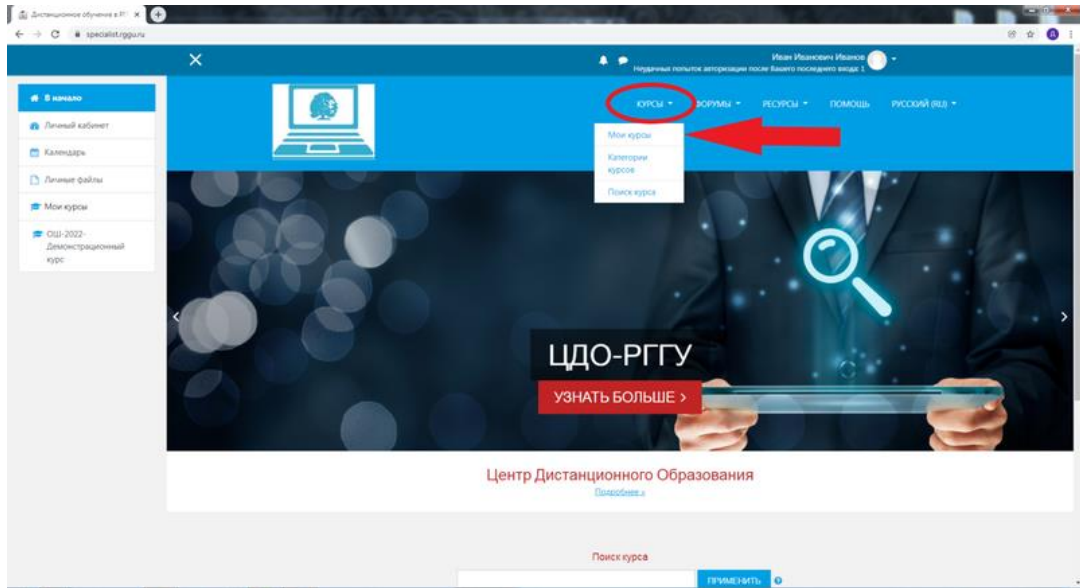 Дистанционное обучение в РГ
specialist.rggu.ru
Иван Иванович Иванов
Неудачных попыток авторизации после Вашего последнего входа: 1
В начало
Личный кабинет
Календарь
Личные файлы
Мои курсы
ОШ-2022-
Демонстрационный
курс
КУРСЫ
ФОРУМЫ
РЕСУРСЫ
ПОМОЩЬ
РУССКИЙ (RU)
Мои курсы
Категории
курсов
Поиск курса
ЦДО-РГГУ
УЗНАТЬ БОЛЬШЕ >
Центр Дистанционного Образования
Подробнее »
Поиск курса
ПРИМЕНИТЬ